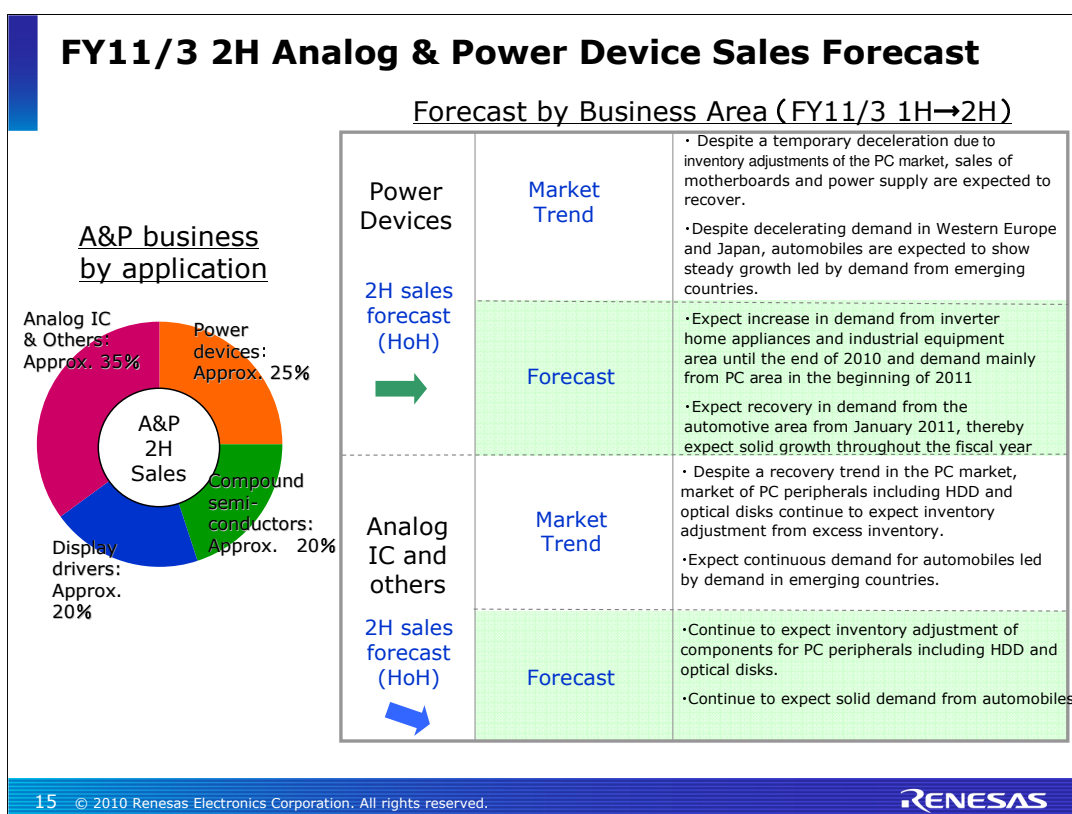 FY11/3 2H Analog & Power Device Sales Forecast
Forecast by Business Area（FY11/3 1H→2H）
A&P business
by application
Analog IC
& Others:
Approx. 35%
Power
devices:
Approx. 25%
A&P
2H
Sales
Compound
semi-
conductors:
Approx. 20%
Display
drivers:
Approx.
20%
Power
Devices
2H sales
forecast
(HoH)
Market
Trend
・Despite a temporary deceleration due to
inventory adjustments of the PC market, sales of
motherboards and power supply are expected to
recover.
・Despite decelerating demand in Western Europe
and Japan, automobiles are expected to show
steady growth led by demand from emerging
countries.
Forecast
・Expect increase in demand from inverter
home appliances and industrial equipment
area until the end of 2010 and demand mainly
from PC area in the beginning of 2011
・Expect recovery in demand from the
automotive area from January 2011, thereby
expect solid growth throughout the fiscal year
Analog
IC and
others
2H sales
forecast
(HoH)
Market
Trend
・Despite a recovery trend in the PC market,
market of PC peripherals including HDD and
optical disks continue to expect inventory
adjustment from excess inventory.
・Expect continuous demand for automobiles led
by demand in emerging countries.
Forecast
・Continue to expect inventory adjustment of
components for PC peripherals including HDD and
optical disks.
・Continue to expect solid demand from automobiles
15 © 2010 Renesas Electronics Corporation. All rights reserved.
RENESAS